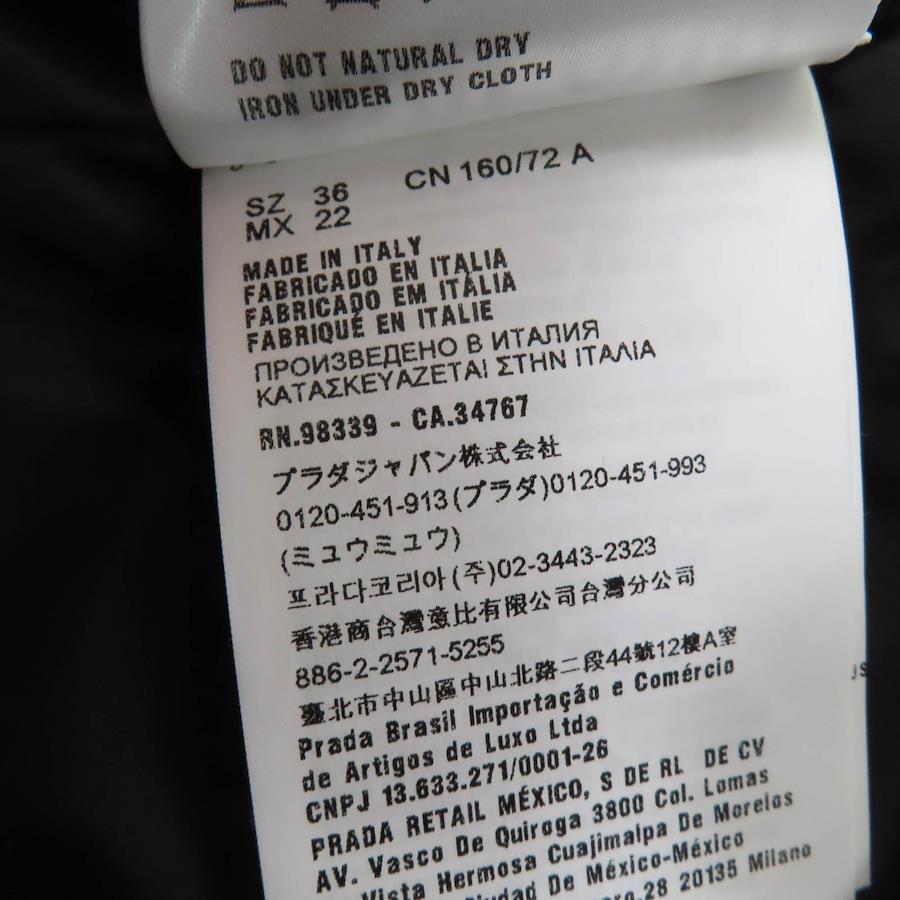 DO NOT NATURAL DRY
IRON UNDER DRY CLOTH
SZ 36 CN 160/72 A
MX 22
MADE IN ITALY
FABRICADO EN ITALIA
FABRICADO EM ITÁLIA
FABRIQUÉ EN ITALIE
ПРОИЗВЕДЕНО В ИТАЛИЯ
ΚΑΤΑΣΚΕΥΑΖΕΤΑΙ ΣΤΗΝ ΙΤΑΛΙΑ
RN.98339 - CA.34767
プラダジャパン株式会社
0120-451-913(プラダ)0120-451-993
(ミュウミュウ)
프라다코리아(주)02-3443-2323
香港商台灣意比有限公司台灣分公司
886-2-2571-5255
臺北市中山區中山北路二段44號12樓A室
Prada Brasil Importação e Comércio
de Artigos de Luxo Ltda
CNPJ 13.633.271/0001-26
PRADA RETAIL MÉXICO, S DE RL DE CV
AV. Vasco De Quiroga 3800 Col. Lomas
Vista Hermosa Cuajimalpa De Morelos
De México-México
28 20135 Milano